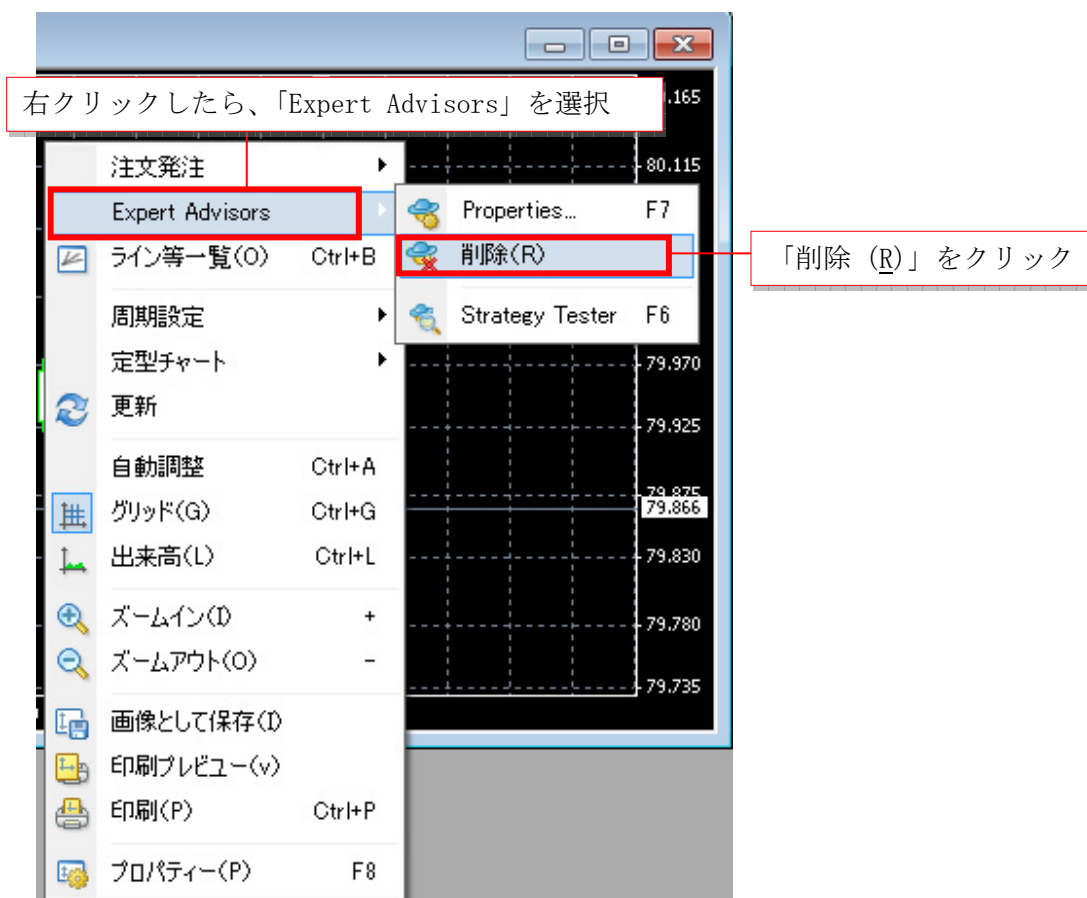 右クリックしたら、「Expert Advisors」を選択
.165
注文発注
80.115
Expert Advisors
Properties... F7
ライン等一覧(O) Ctrl+B
削除(R)
「削除 (R)」をクリック
周期設定
Strategy Tester F6
定型チャート
79.970
更新
79.925
自動調整 Ctrl+A
79.875
グリッド(G) Ctrl+G
79.866
出来高(L) Ctrl+L
79.830
ズームイン(I) +
79.780
ズームアウト(O) -
79.735
画像として保存(I)
印刷プレビュー(v)
印刷(P) Ctrl+P
プロパティー(P) F8